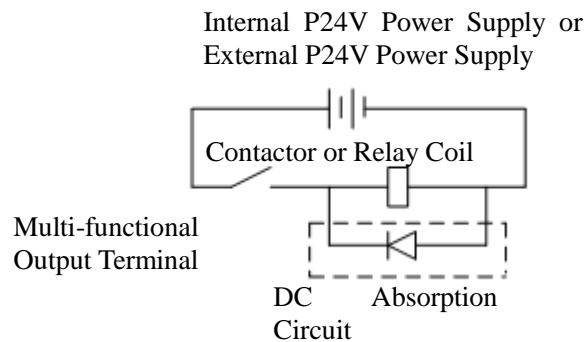 Internal P24V Power Supply or
External P24V Power Supply
Contactor or Relay Coil
Multi-functional
Output Terminal
DC Absorption
Circuit